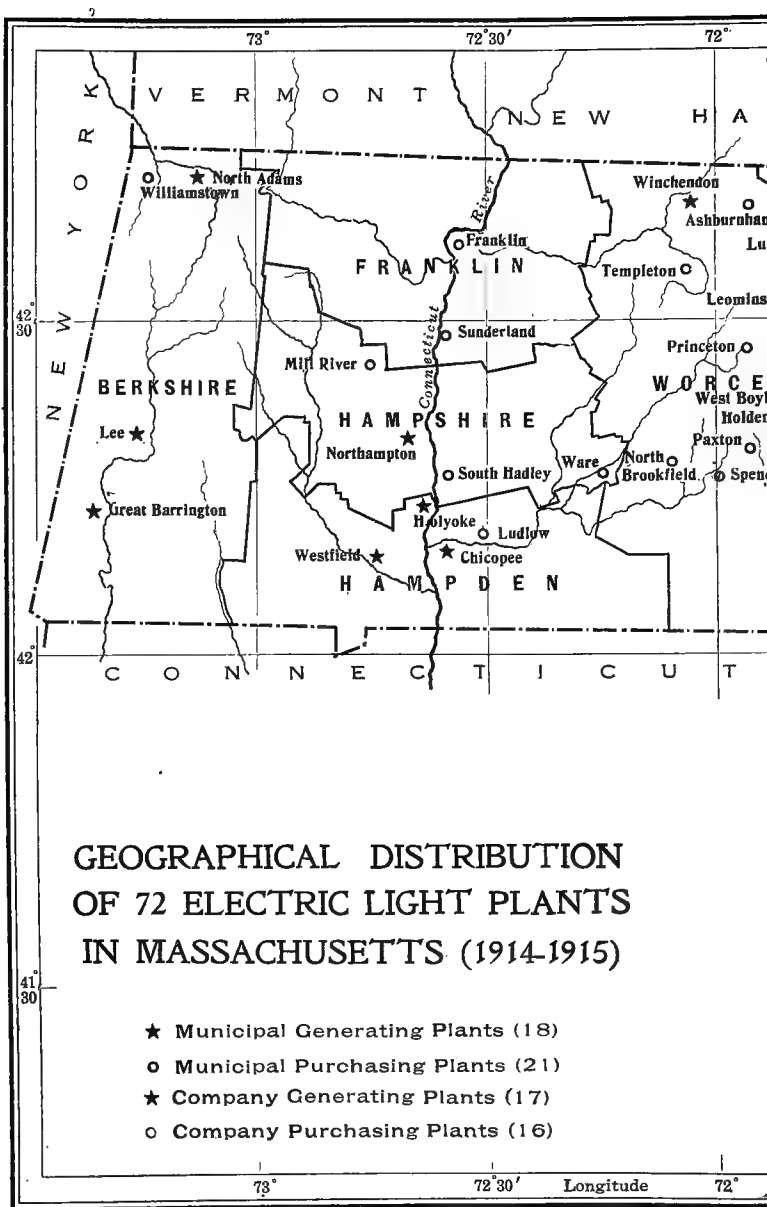 73°
72° 30'
72°
VERMONT
NEW HA
NEW YORK
Winchendon
North Adams
Williamstown
Ashburnham
River
Franklin
Lu
FRANKLIN
Templeton
Leomins
42° 30
Connecticut
Sunderland
Princeton
Mill River
BERKSHIRE
WORCE
West Boyl
HAMPSHIRE
Holden
Lee
Paxton
Northampton
Ware
North Brookfield
South Hadley
Spenc
Great Barrington
Holyoke
Ludlow
Westfield
Chicopee
HAMPDEN
42°
CONNECTICUT
GEOGRAPHICAL DISTRIBUTION
OF 72 ELECTRIC LIGHT PLANTS
IN MASSACHUSETTS (1914-1915)
41° 30
★ Municipal Generating Plants (18)
o Municipal Purchasing Plants (21)
★ Company Generating Plants (17)
o Company Purchasing Plants (16)
73°
72° 30'
Longitude
72°